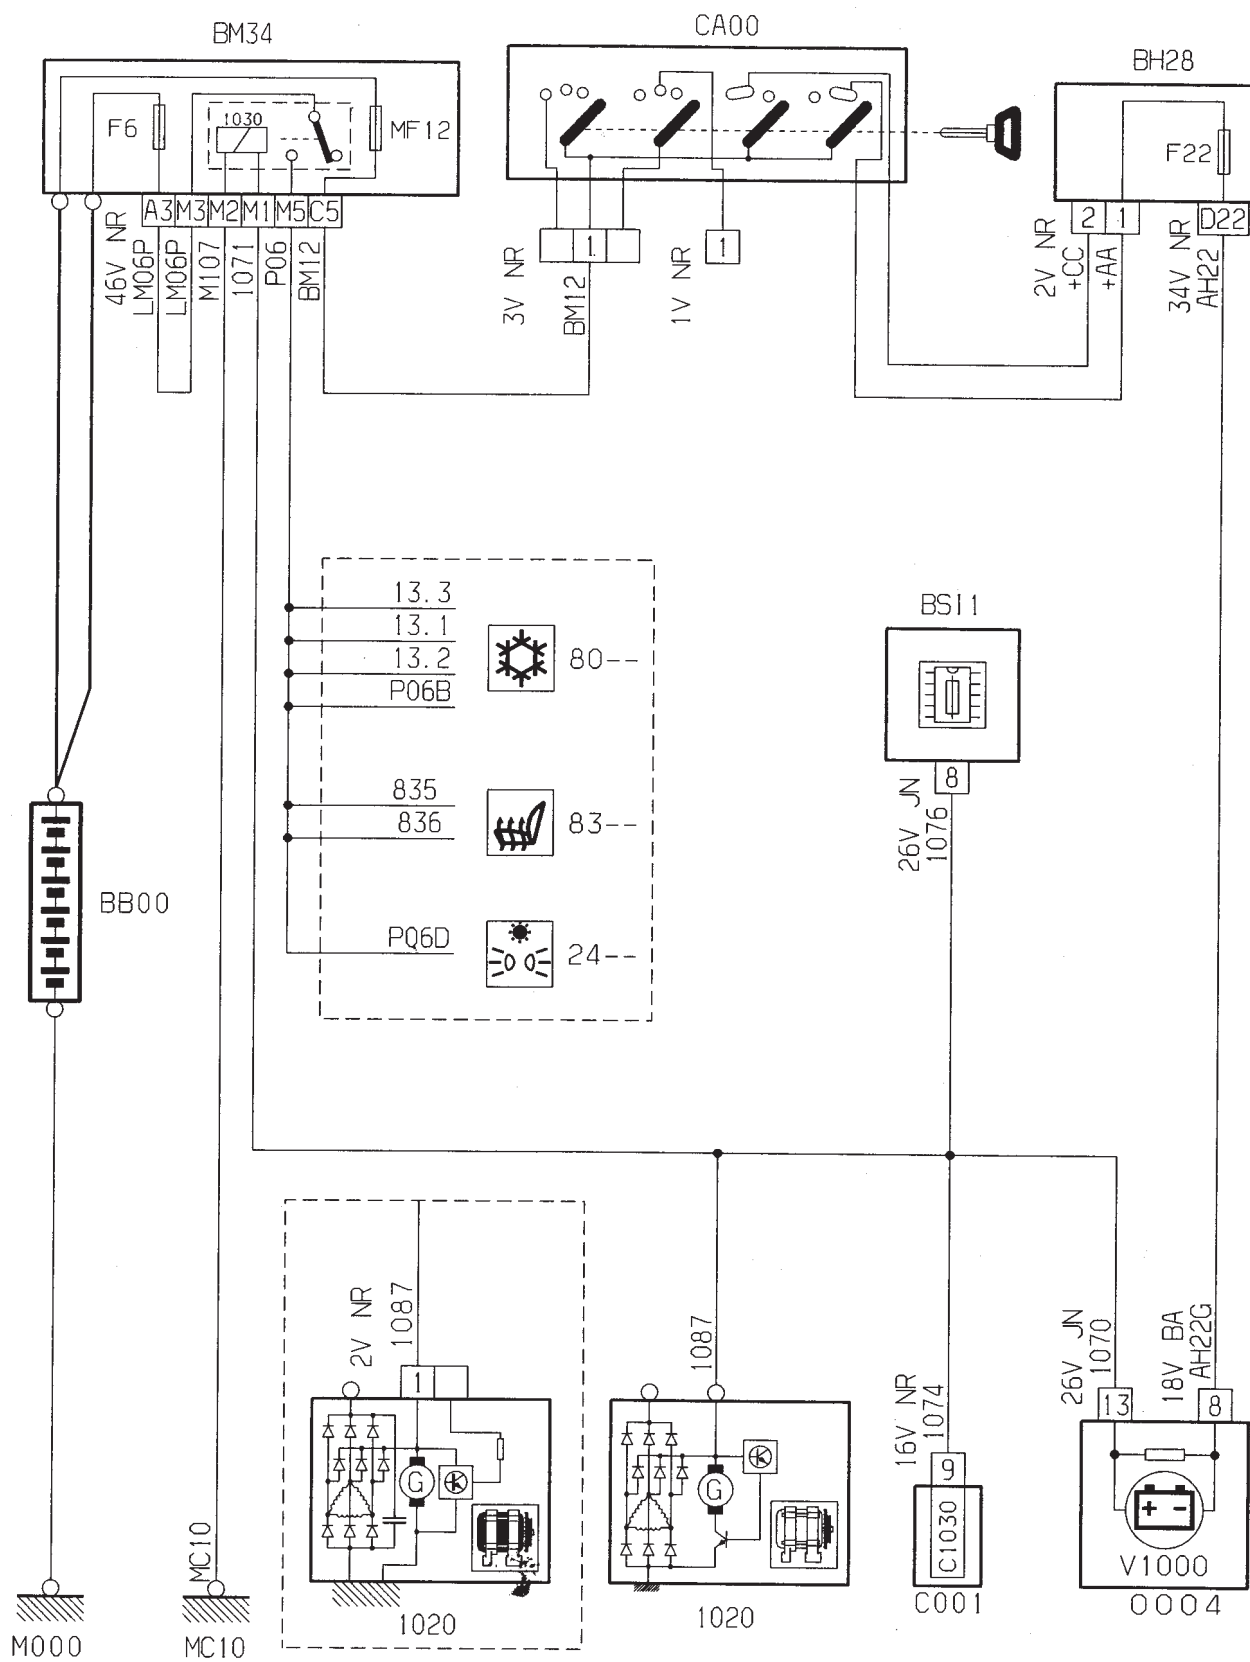 BM34
CA00
BH28
F6
1030
MF12
F22
A3 M3 M2 M1 M5 C5
2 1
D22
46V NR
LM06P
LM06P
M107
1071
P06
BM12
3V NR
1
BM12
1V NR
1
2V NR
+CC
+AA
34V NR
AH22
13.3
13.1
13.2
P06B
80--
835
836
83--
PQ6D
24--
BSI1
8
26V JN
1076
BB00
2V NR
1087
1
G
1020
1087
G
1020
16V NR
1074
9
C1030
C001
26V JN
1070
13
18V BA
AH22G
8
+ -
V1000
0004
MC10
M000
MC10